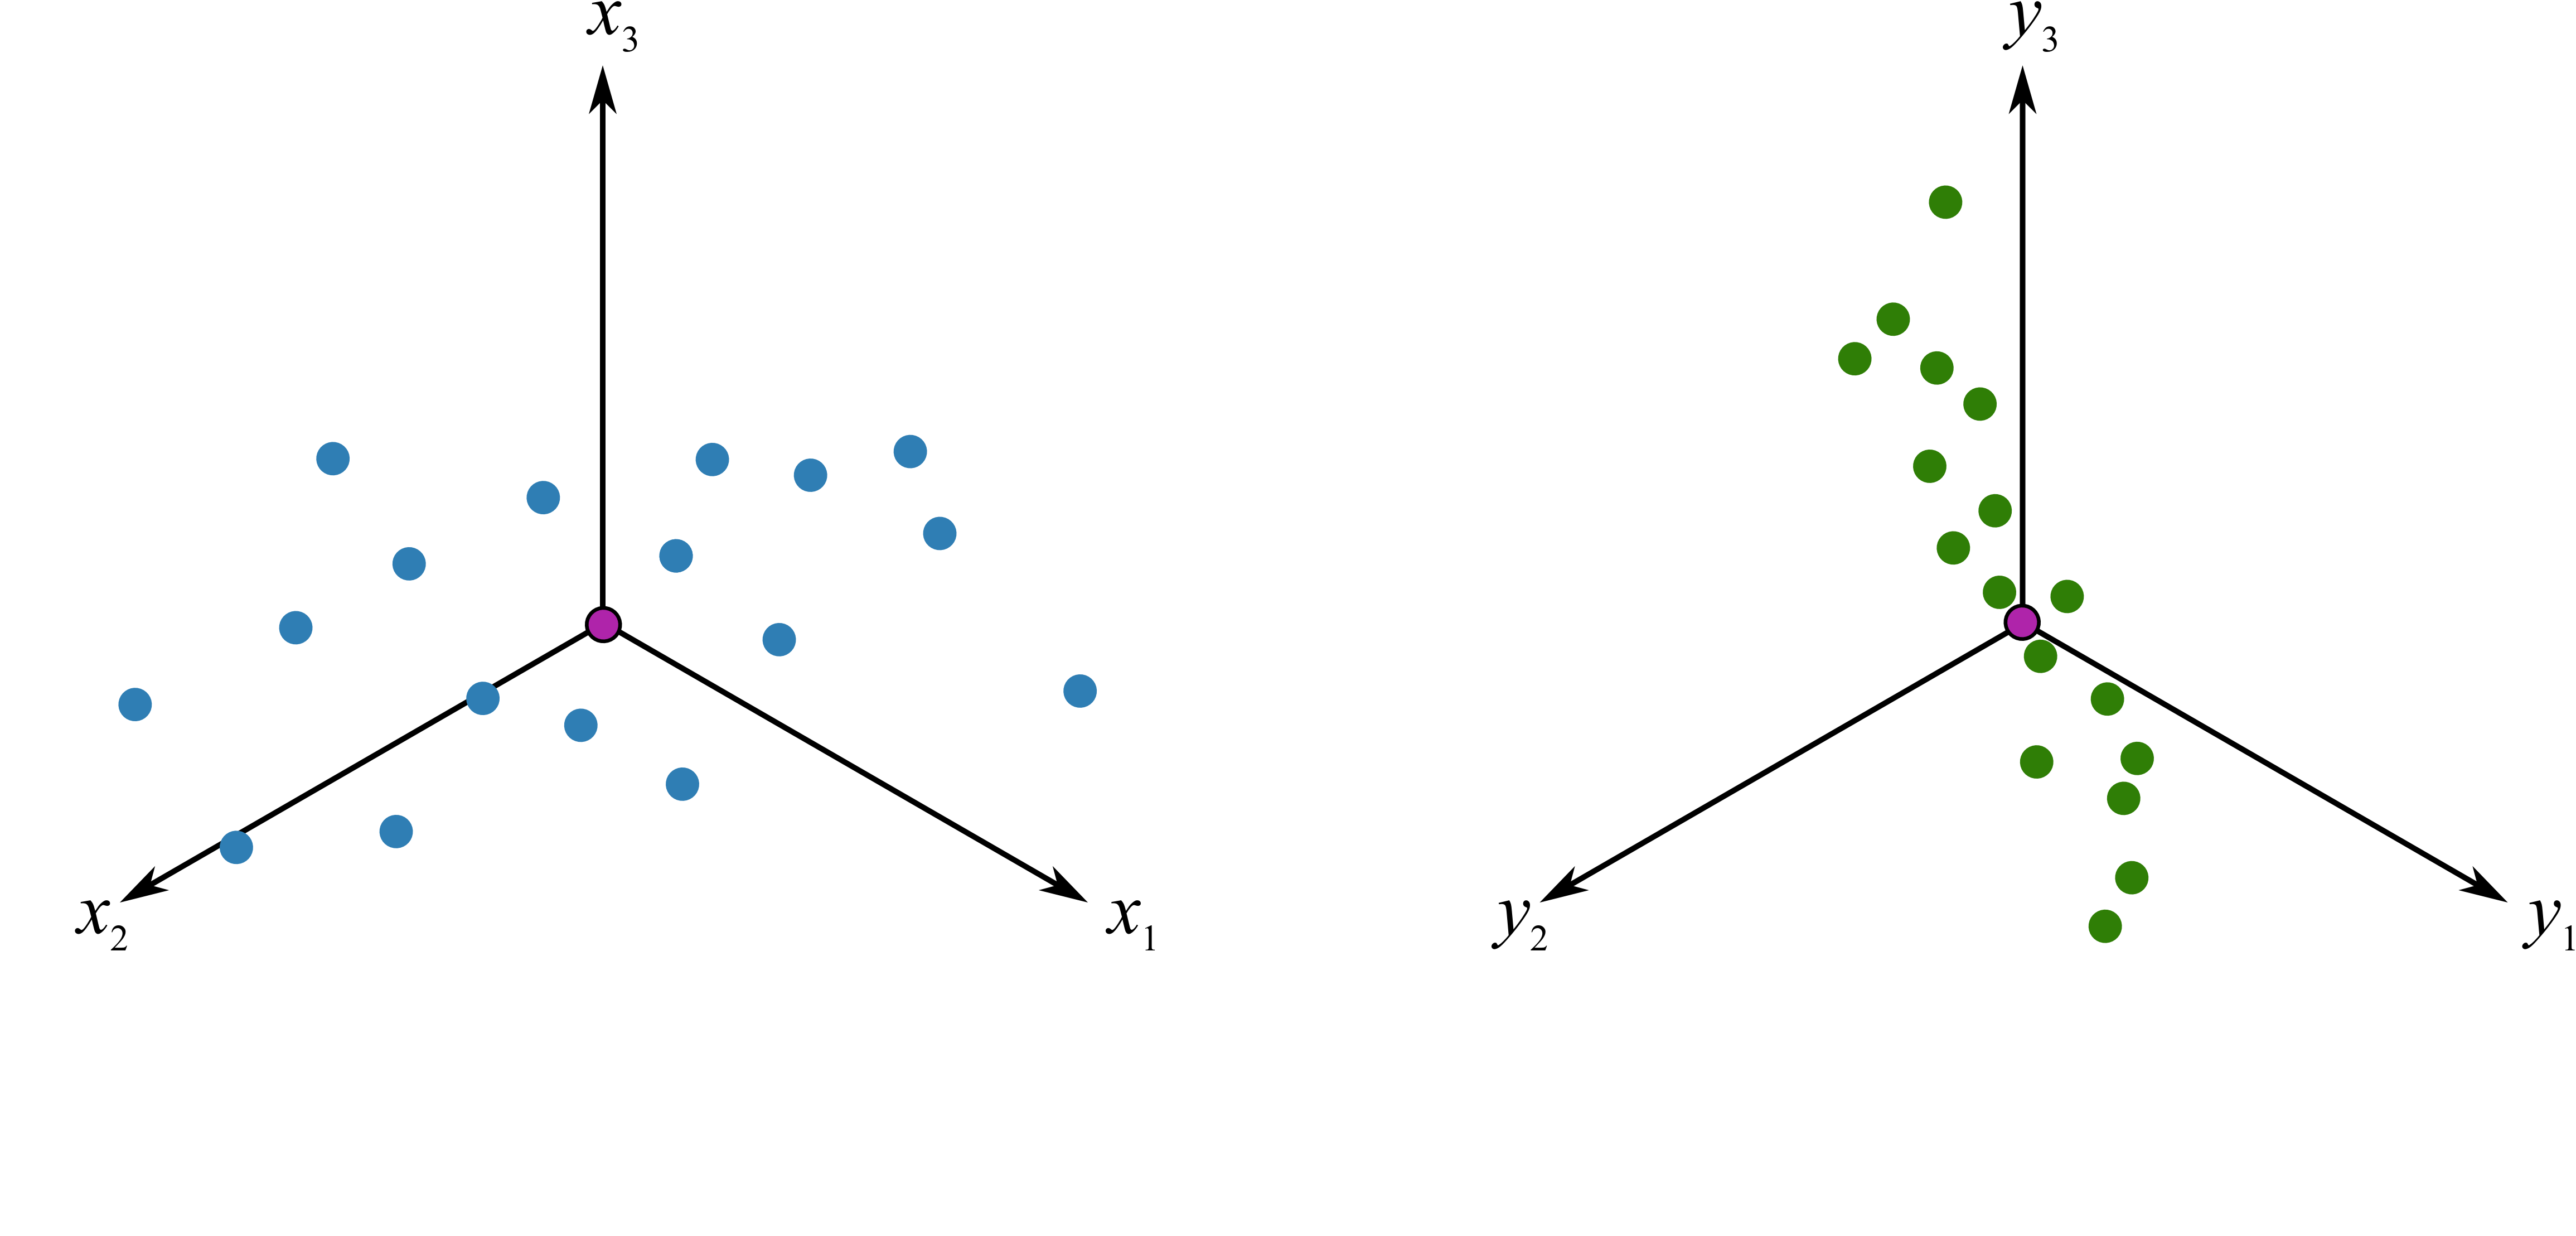 x₃
y₃
x₂
x₁
y₂
y₁